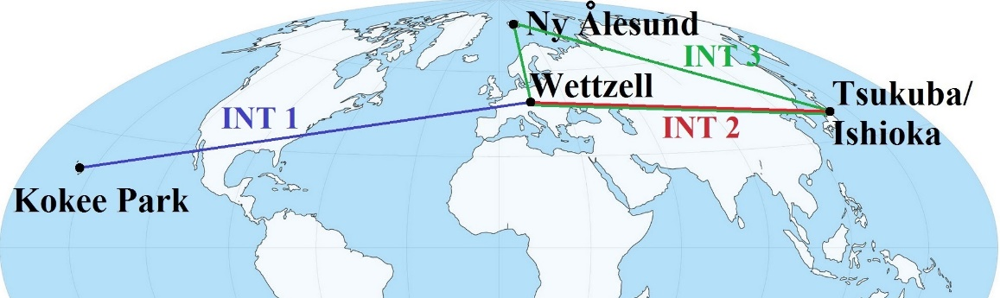 Ny Ålesund
INT 3
Wettzell
Tsukuba/
Ishioka
INT 1
INT 2
Kokee Park